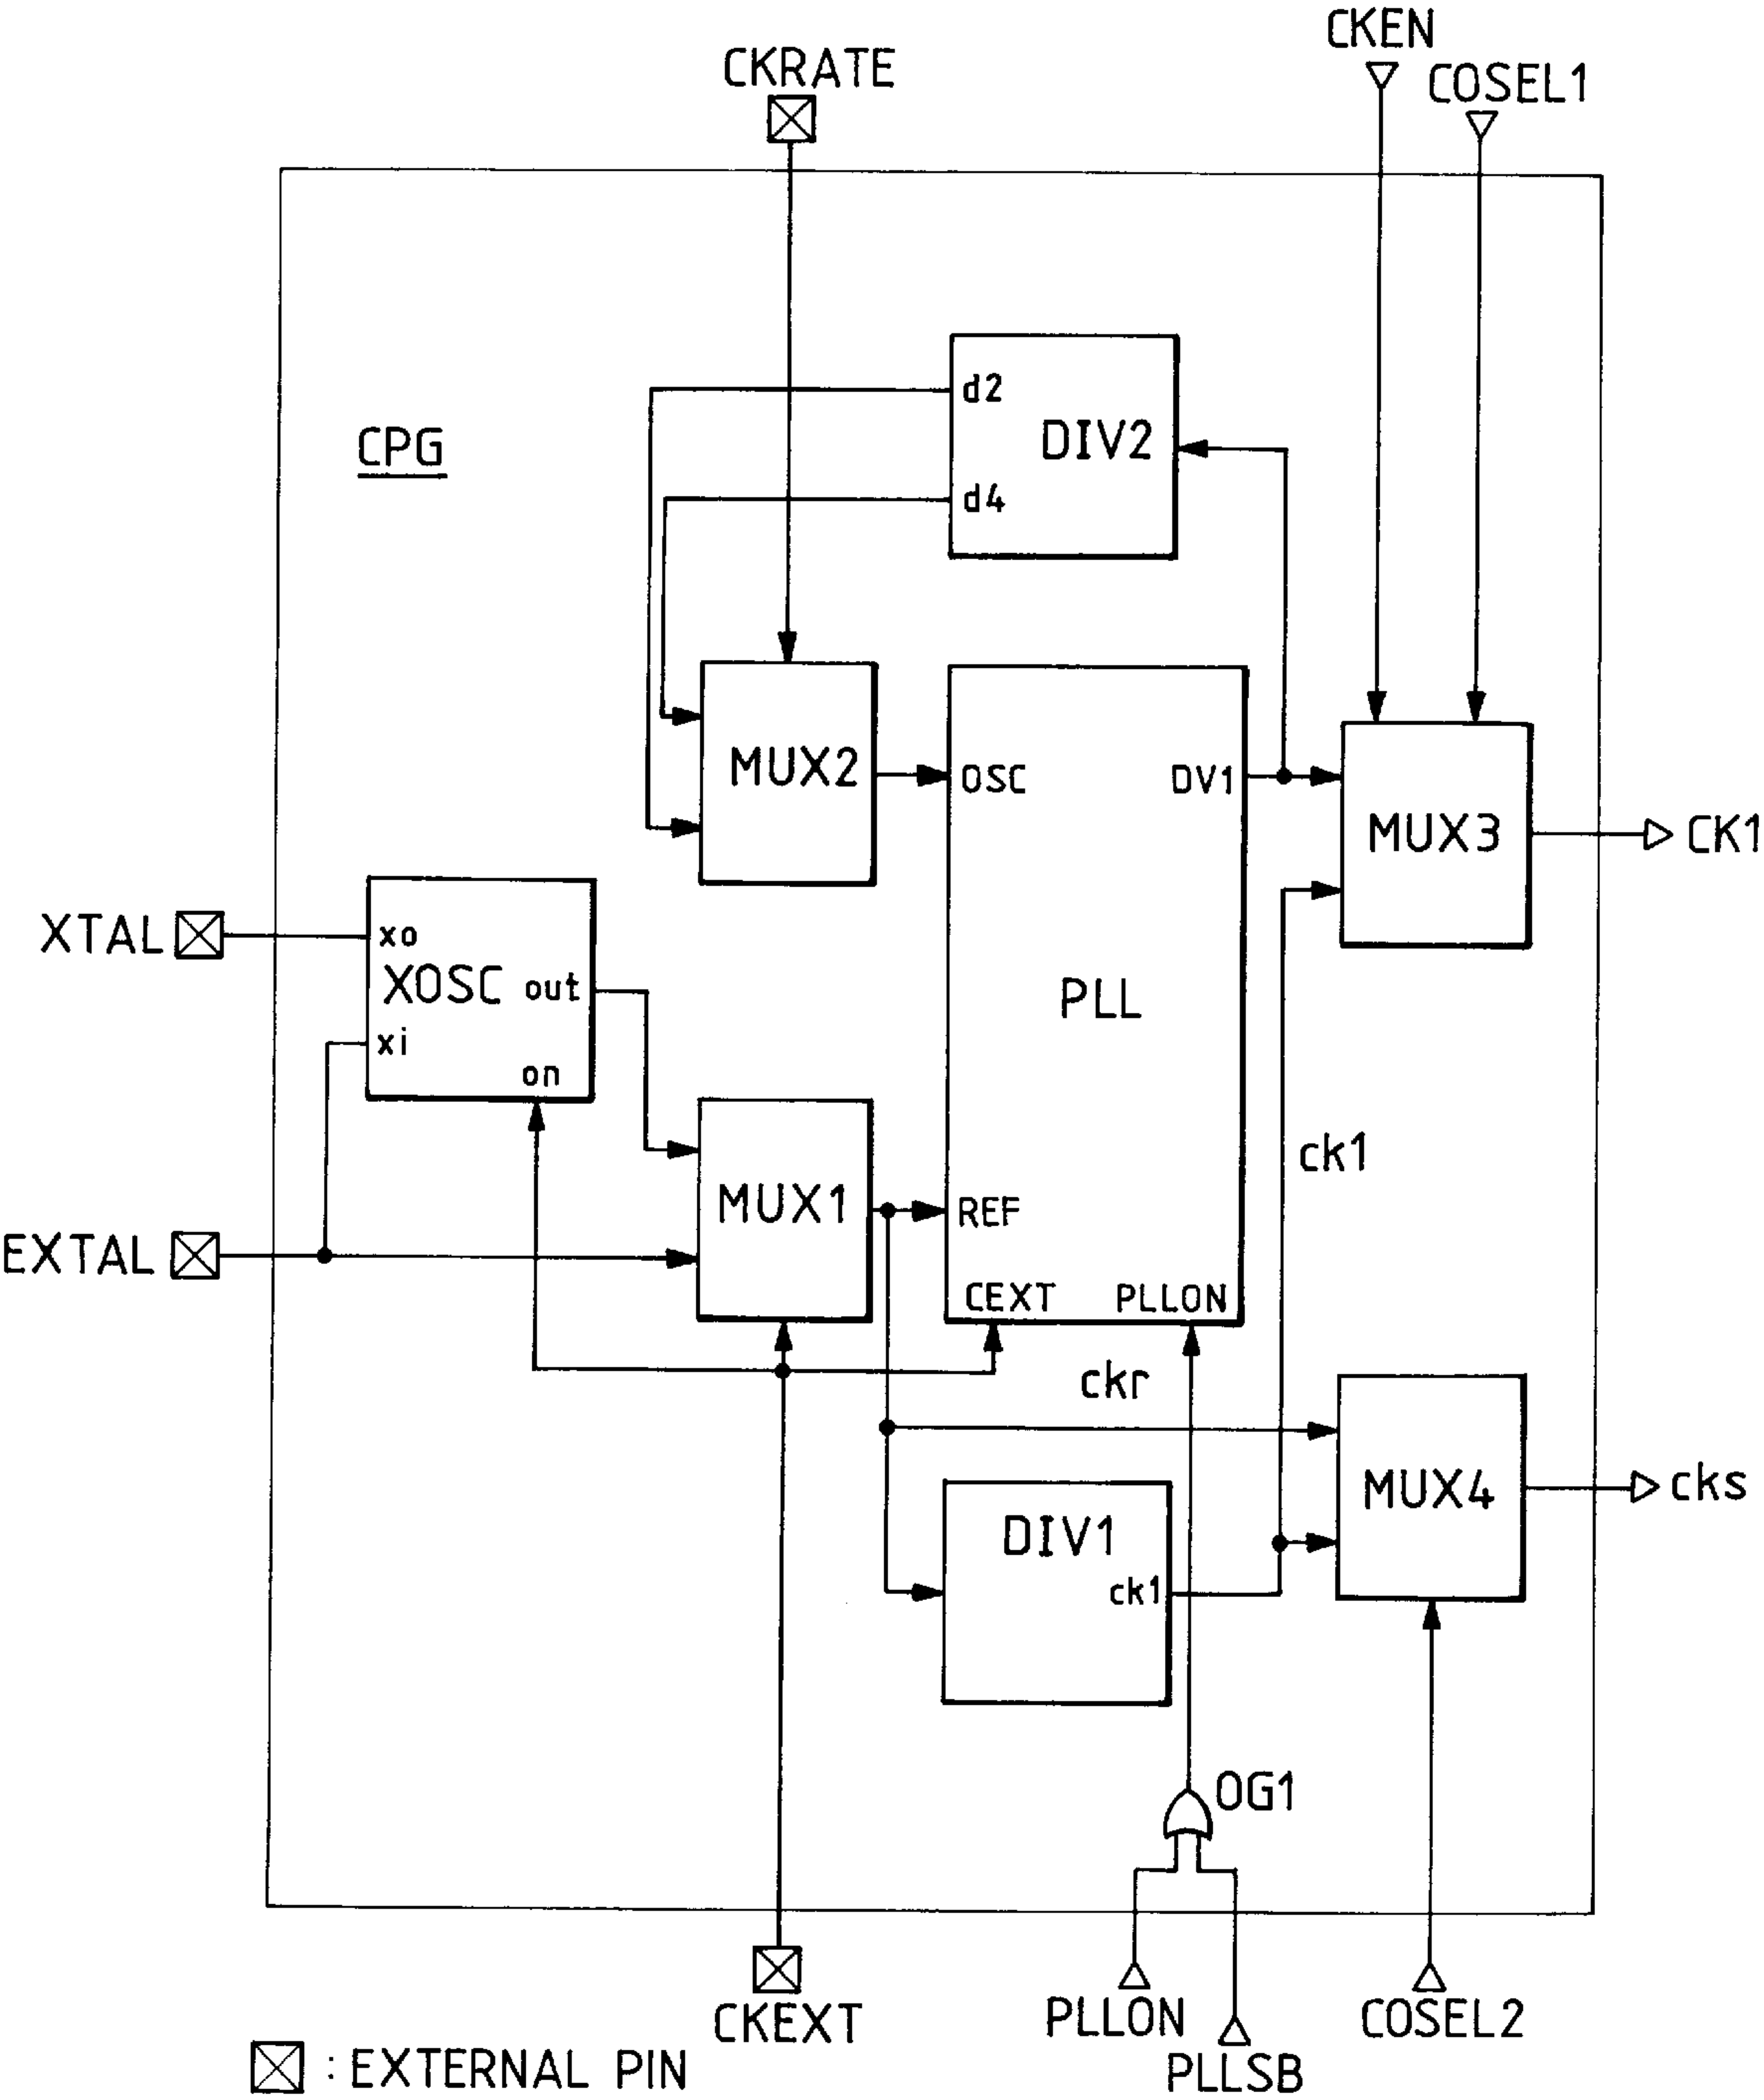 CKEN
CKRATE
COSEL1
d2
CPG
DIV2
d4
MUX2
OSC
DV1
MUX3
CK1
XTAL
xo
XOSC
out
PLL
xi
on
ck1
MUX1
REF
EXTAL
CEXT
PLLON
ckr
MUX4
cks
DIV1
ck1
OG1
CKEXT
PLLON
COSEL2
PLLSB
: EXTERNAL PIN